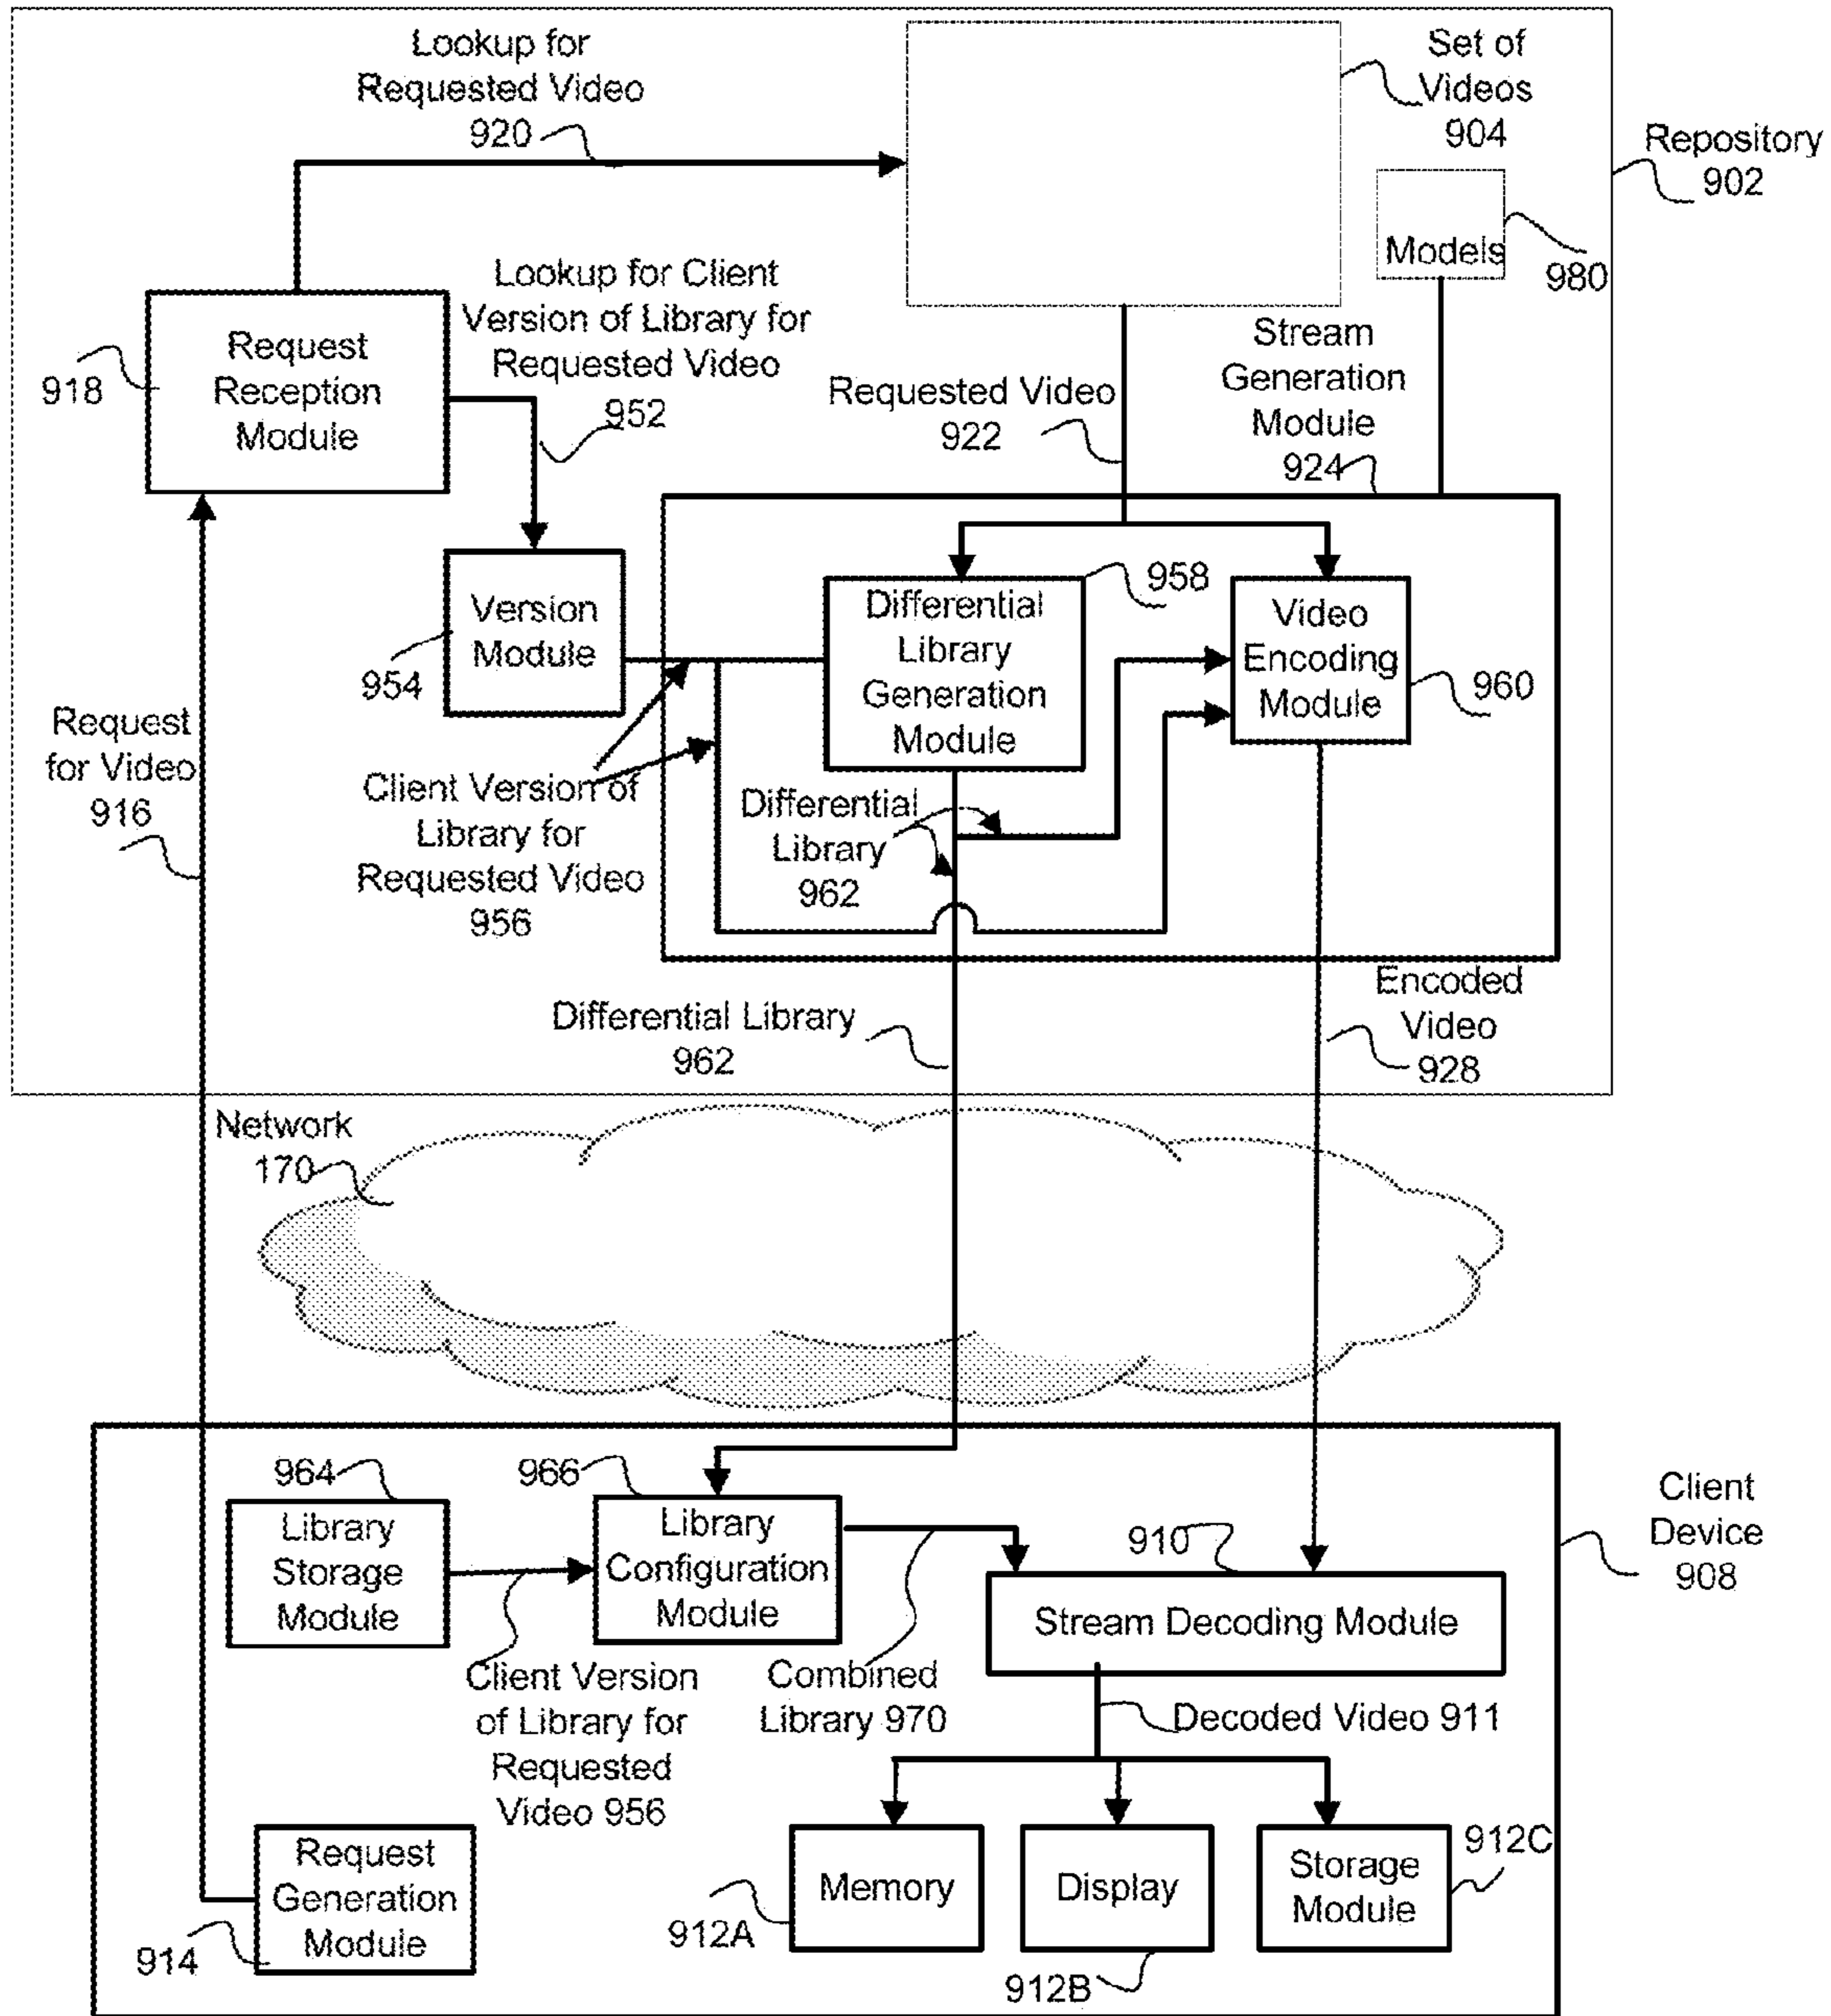 Lookup for
Requested Video
920
Set of
Videos
904
Repository
902
Models
980
Lookup for Client
Version of Library for
Requested Video
952
Request
Reception
Module
918
Requested Video
922
Stream
Generation
Module
924
Version
Module
954
Differential
Library
Generation
Module
958
Video
Encoding
Module
960
Request
for Video
916
Client Version of
Library for
Requested Video
956
Differential
Library
962
Differential Library
962
Encoded
Video
928
Network
170
964
Library
Storage
Module
966
Library
Configuration
Module
910
Stream Decoding Module
Client
Device
908
Client Version
of Library for
Requested
Video 956
Combined
Library 970
Decoded Video 911
Request
Generation
Module
914
Memory
912A
Display
912B
Storage
Module
912C